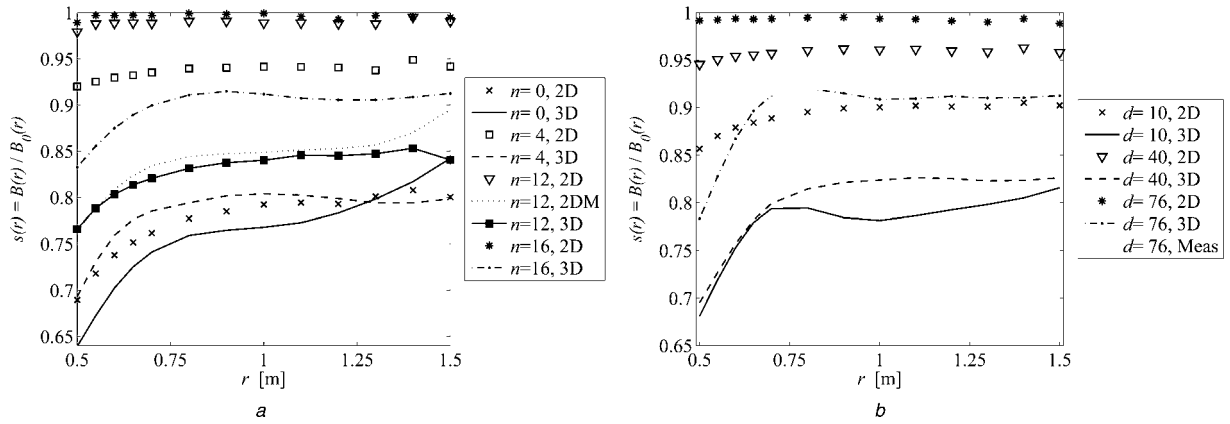 s(r) = B(r) / B₀(r)
1
0.95
0.9
0.85
0.8
0.75
0.7
0.65
0.5
0.75
1
1.25
1.5
r [m]
n= 0, 2D
n= 0, 3D
n= 4, 2D
n= 4, 3D
n=12, 2D
n=12, 2DM
n=12, 3D
n=16, 2D
n=16, 3D
a
s(r) = B(r) / B₀(r)
1
0.95
0.9
0.85
0.8
0.75
0.7
0.65
0.5
0.75
1
1.25
1.5
r [m]
d= 10, 2D
d= 10, 3D
d= 40, 2D
d= 40, 3D
d= 76, 2D
d= 76, 3D
d= 76, Meas
b